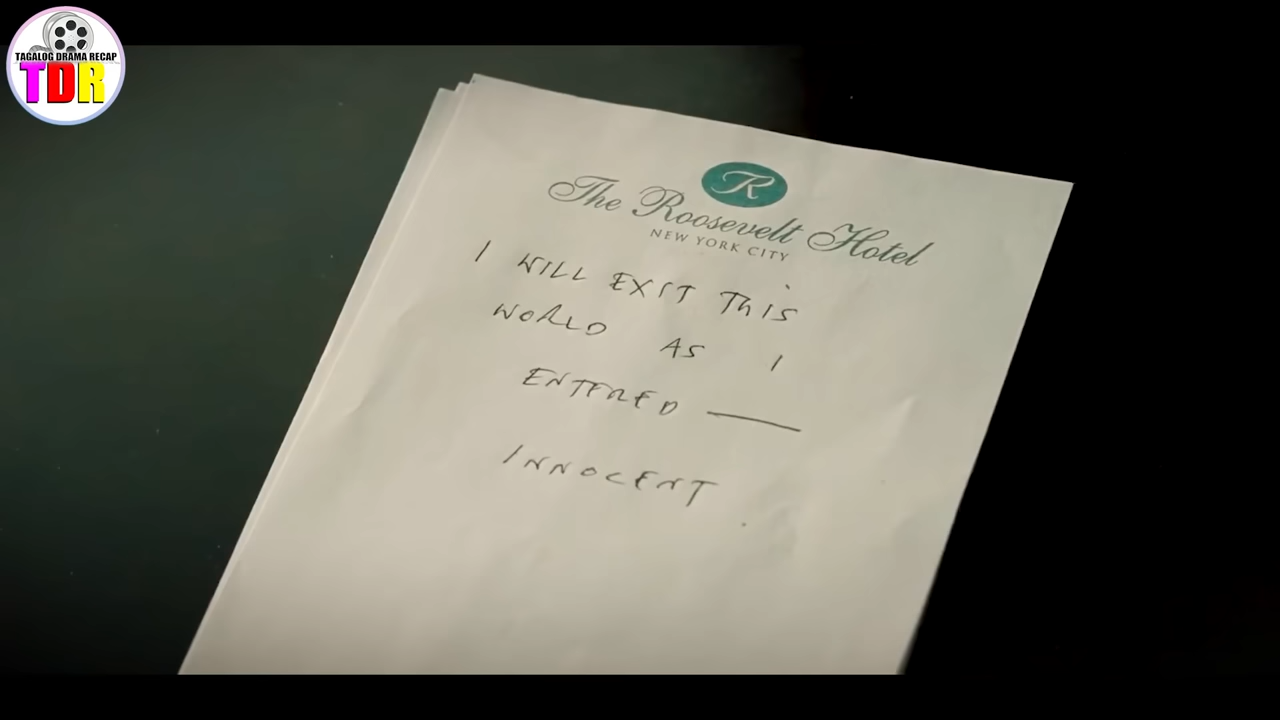 TAGALOG DRAMA RECAP
TDR
R
The Roosevelt Hotel
NEW YORK CITY
I WILL EXIT THIS
WORLD AS I
ENTERED —
INNOCENT.